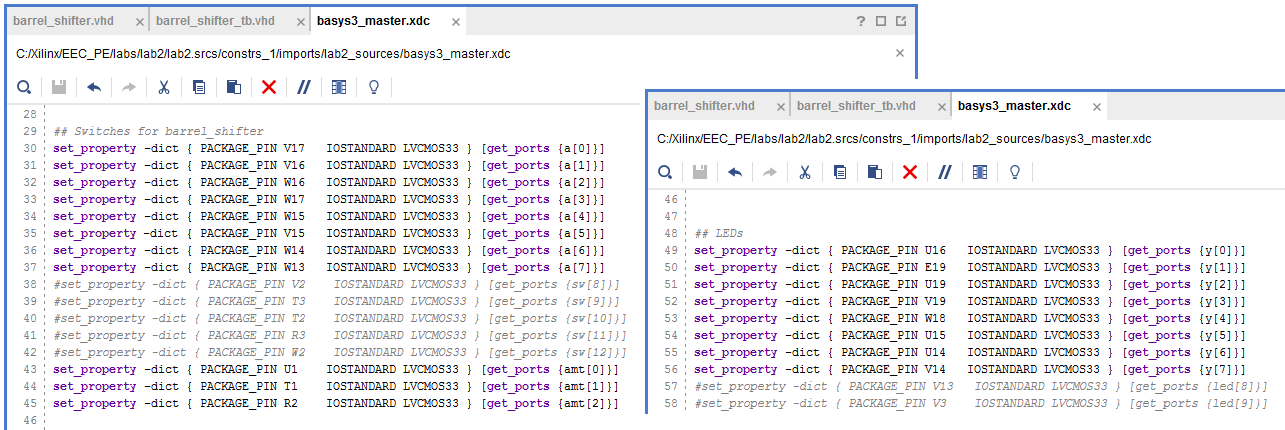 barrel_shifter.vhd × barrel_shifter_tb.vhd × basys3_master.xdc × ?
C:/Xilinx/EEC_PE/labs/lab2/lab2.srcs/constrs_1/imports/lab2_sources/basys3_master.xdc ×
28
29 ## Switches for barrel_shifter
30 set_property -dict { PACKAGE_PIN V17 IOSTANDARD LVCMOS33 } [get_ports {a[0]}]
31 set_property -dict { PACKAGE_PIN V16 IOSTANDARD LVCMOS33 } [get_ports {a[1]}]
32 set_property -dict { PACKAGE_PIN W16 IOSTANDARD LVCMOS33 } [get_ports {a[2]}]
33 set_property -dict { PACKAGE_PIN W17 IOSTANDARD LVCMOS33 } [get_ports {a[3]}]
34 set_property -dict { PACKAGE_PIN W15 IOSTANDARD LVCMOS33 } [get_ports {a[4]}]
35 set_property -dict { PACKAGE_PIN V15 IOSTANDARD LVCMOS33 } [get_ports {a[5]}]
36 set_property -dict { PACKAGE_PIN W14 IOSTANDARD LVCMOS33 } [get_ports {a[6]}]
37 set_property -dict { PACKAGE_PIN W13 IOSTANDARD LVCMOS33 } [get_ports {a[7]}]
38 #set_property -dict { PACKAGE_PIN V2 IOSTANDARD LVCMOS33 } [get_ports {sw[8]}]
39 #set_property -dict { PACKAGE_PIN T3 IOSTANDARD LVCMOS33 } [get_ports {sw[9]}]
40 #set_property -dict { PACKAGE_PIN T2 IOSTANDARD LVCMOS33 } [get_ports {sw[10]}]
41 #set_property -dict { PACKAGE_PIN R3 IOSTANDARD LVCMOS33 } [get_ports {sw[11]}]
42 #set_property -dict { PACKAGE_PIN W2 IOSTANDARD LVCMOS33 } [get_ports {sw[12]}]
43 set_property -dict { PACKAGE_PIN U1 IOSTANDARD LVCMOS33 } [get_ports {amt[0]}]
44 set_property -dict { PACKAGE_PIN T1 IOSTANDARD LVCMOS33 } [get_ports {amt[1]}]
45 set_property -dict { PACKAGE_PIN R2 IOSTANDARD LVCMOS33 } [get_ports {amt[2]}]
46
barrel_shifter.vhd × barrel_shifter_tb.vhd × basys3_master.xdc ×
C:/Xilinx/EEC_PE/labs/lab2/lab2.srcs/constrs_1/imports/lab2_sources/basys3_master.xdc
46
47
48 ## LEDs
49 set_property -dict { PACKAGE_PIN U16 IOSTANDARD LVCMOS33 } [get_ports {y[0]}]
50 set_property -dict { PACKAGE_PIN E19 IOSTANDARD LVCMOS33 } [get_ports {y[1]}]
51 set_property -dict { PACKAGE_PIN U19 IOSTANDARD LVCMOS33 } [get_ports {y[2]}]
52 set_property -dict { PACKAGE_PIN V19 IOSTANDARD LVCMOS33 } [get_ports {y[3]}]
53 set_property -dict { PACKAGE_PIN W18 IOSTANDARD LVCMOS33 } [get_ports {y[4]}]
54 set_property -dict { PACKAGE_PIN U15 IOSTANDARD LVCMOS33 } [get_ports {y[5]}]
55 set_property -dict { PACKAGE_PIN U14 IOSTANDARD LVCMOS33 } [get_ports {y[6]}]
56 set_property -dict { PACKAGE_PIN V14 IOSTANDARD LVCMOS33 } [get_ports {y[7]}]
57 #set_property -dict { PACKAGE_PIN V13 IOSTANDARD LVCMOS33 } [get_ports {led[8]}]
58 #set_property -dict { PACKAGE_PIN V3 IOSTANDARD LVCMOS33 } [get_ports {led[9]}]